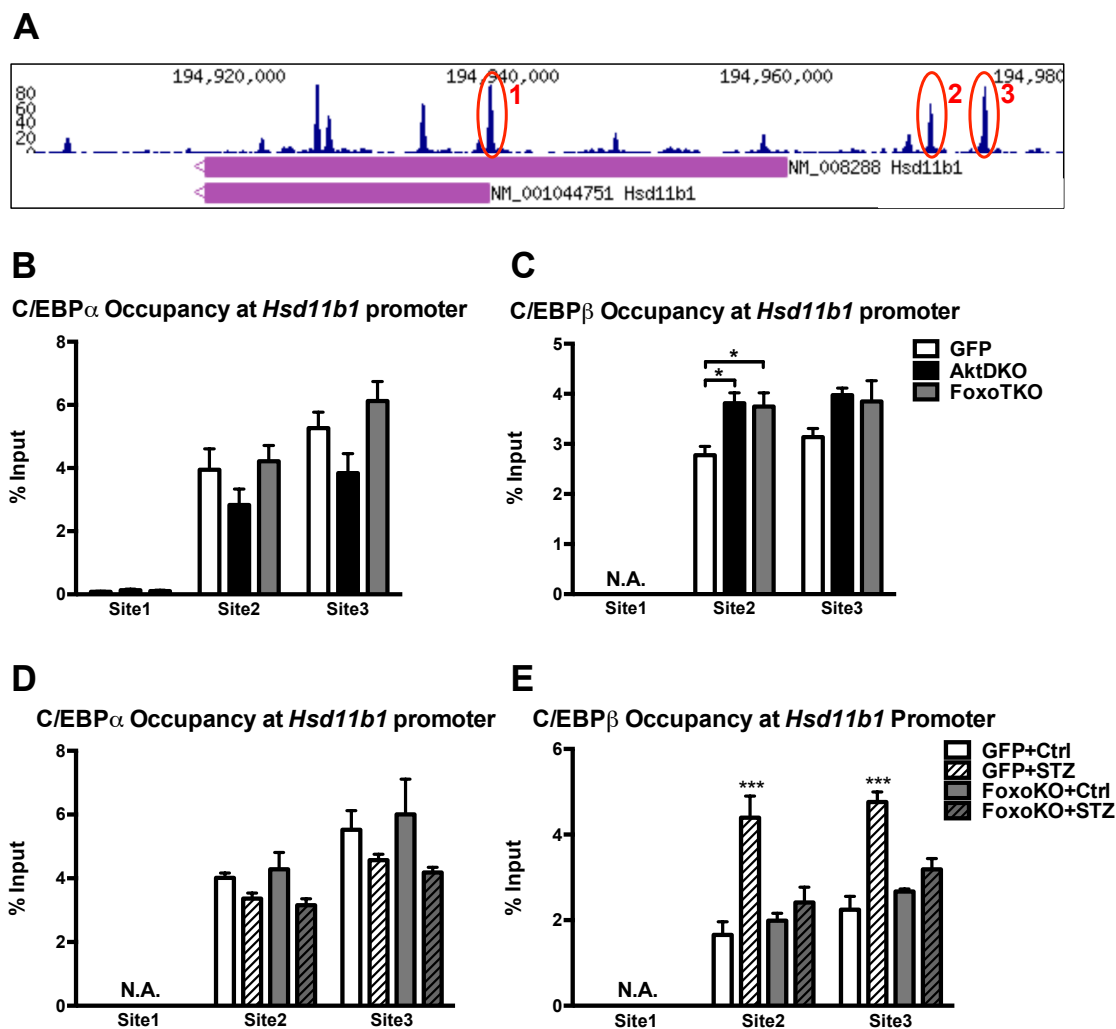 A
194,920,000 194,940,000 194,960,000 194,980
80
60
40
20
0
1
2
3
NM_008288 Hsd11b1
NM_001044751 Hsd11b1
B
C/EBPα Occupancy at Hsd11b1 promoter
8
6
4
2
0
% Input
Site1 Site2 Site3
C
C/EBPβ Occupancy at Hsd11b1 promoter
5
4
3
2
1
0
% Input
*
*
N.A.
Site1 Site2 Site3
GFP
AktDKO
FoxoTKO
D
C/EBPα Occupancy at Hsd11b1 promoter
8
6
4
2
0
% Input
N.A.
Site1 Site2 Site3
E
C/EBPβ Occupancy at Hsd11b1 Promoter
6
4
2
0
% Input
*** ***
N.A.
Site1 Site2 Site3
GFP+Ctrl
GFP+STZ
FoxoKO+Ctrl
FoxoKO+STZ